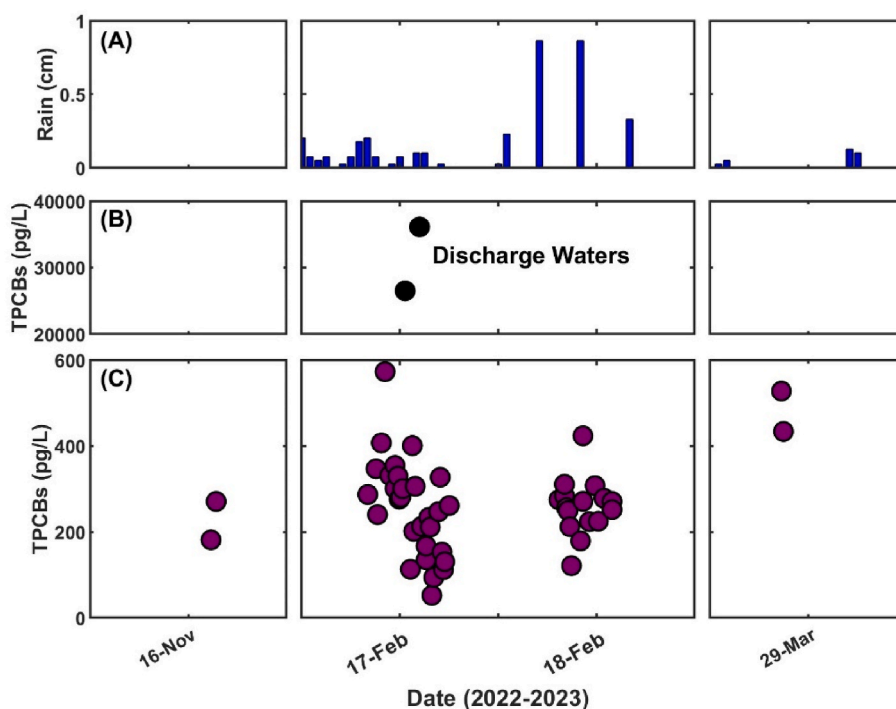 (A)
Rain (cm)
1
0.5
0
(B)
TPCBs (pg/L)
40000
30000
20000
Discharge Waters
(C)
TPCBs (pg/L)
600
400
200
0
16-Nov
17-Feb
18-Feb
29-Mar
Date (2022-2023)